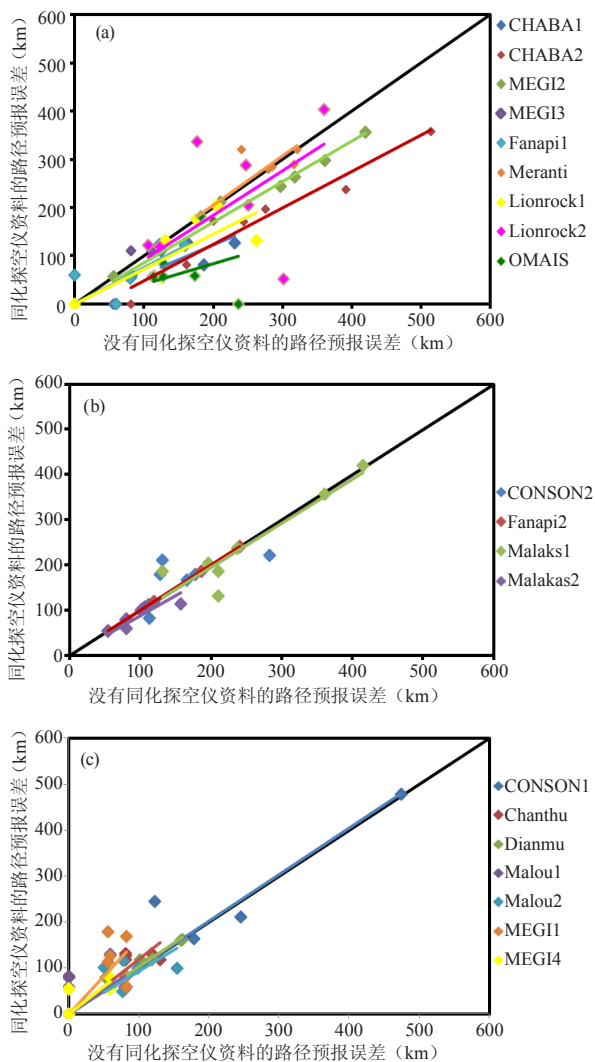 (a)
同化探空仪资料的路径预报误差（km）
600
500
400
300
200
100
0
0 100 200 300 400 500 600
没有同化探空仪资料的路径预报误差（km）
CHABA1
CHABA2
MEGI2
MEGI3
Fanapi1
Meranti
Lionrock1
Lionrock2
OMAIS
(b)
同化探空仪资料的路径预报误差（km）
600
500
400
300
200
100
0
0 100 200 300 400 500 600
没有同化探空仪资料的路径预报误差（km）
CONSON2
Fanapi2
Malaks1
Malakas2
(c)
同化探空仪资料的路径预报误差（km）
600
500
400
300
200
100
0
0 100 200 300 400 500 600
没有同化探空仪资料的路径预报误差（km）
CONSON1
Chanthu
Dianmu
Malou1
Malou2
MEGI1
MEGI4